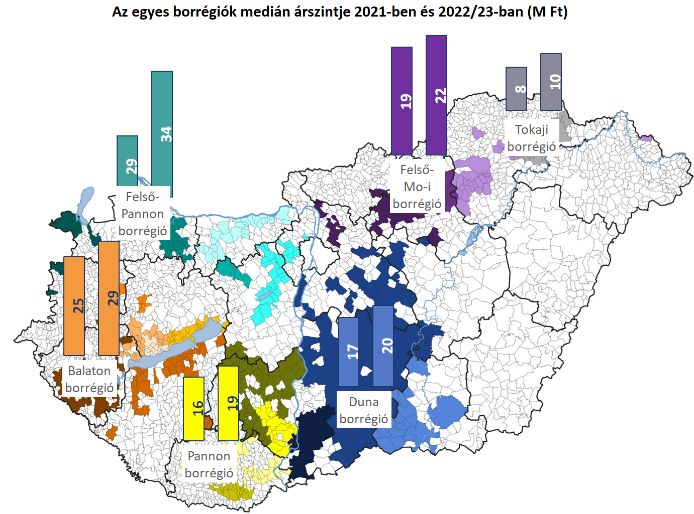 Az egyes borrégiók medián árszintje 2021-ben és 2022/23-ban (M Ft)
19
22
8
10
Tokaji
borrégió
29
34
Felső-
Pannon
borrégió
Felső-
Mo-i
borrégió
25
29
Balaton
borrégió
17
20
Duna
borrégió
16
19
Pannon
borrégió